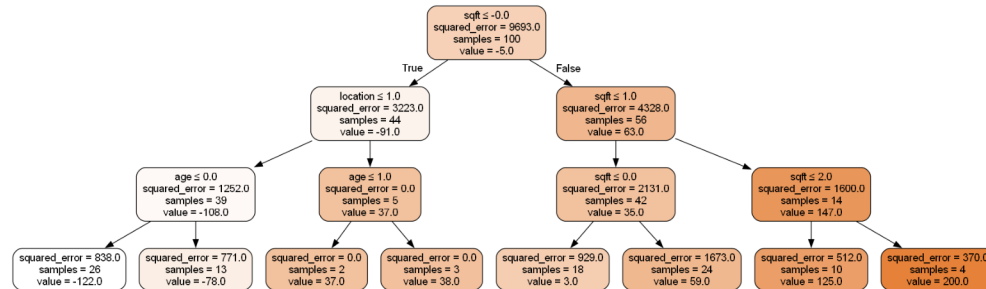 sqft ≤ -0.0
squared_error = 9693.0
samples = 100
value = -5.0
True
False
location ≤ 1.0
squared_error = 3223.0
samples = 44
value = -91.0
sqft ≤ 1.0
squared_error = 4328.0
samples = 56
value = 63.0
age ≤ 0.0
squared_error = 1252.0
samples = 39
value = -108.0
age ≤ 1.0
squared_error = 0.0
samples = 5
value = 37.0
sqft ≤ 0.0
squared_error = 2131.0
samples = 42
value = 35.0
sqft ≤ 2.0
squared_error = 1600.0
samples = 14
value = 147.0
squared_error = 838.0
samples = 26
value = -122.0
squared_error = 771.0
samples = 13
value = -78.0
squared_error = 0.0
samples = 2
value = 37.0
squared_error = 0.0
samples = 3
value = 38.0
squared_error = 929.0
samples = 18
value = 3.0
squared_error = 1673.0
samples = 24
value = 59.0
squared_error = 512.0
samples = 10
value = 125.0
squared_error = 370.0
samples = 4
value = 200.0